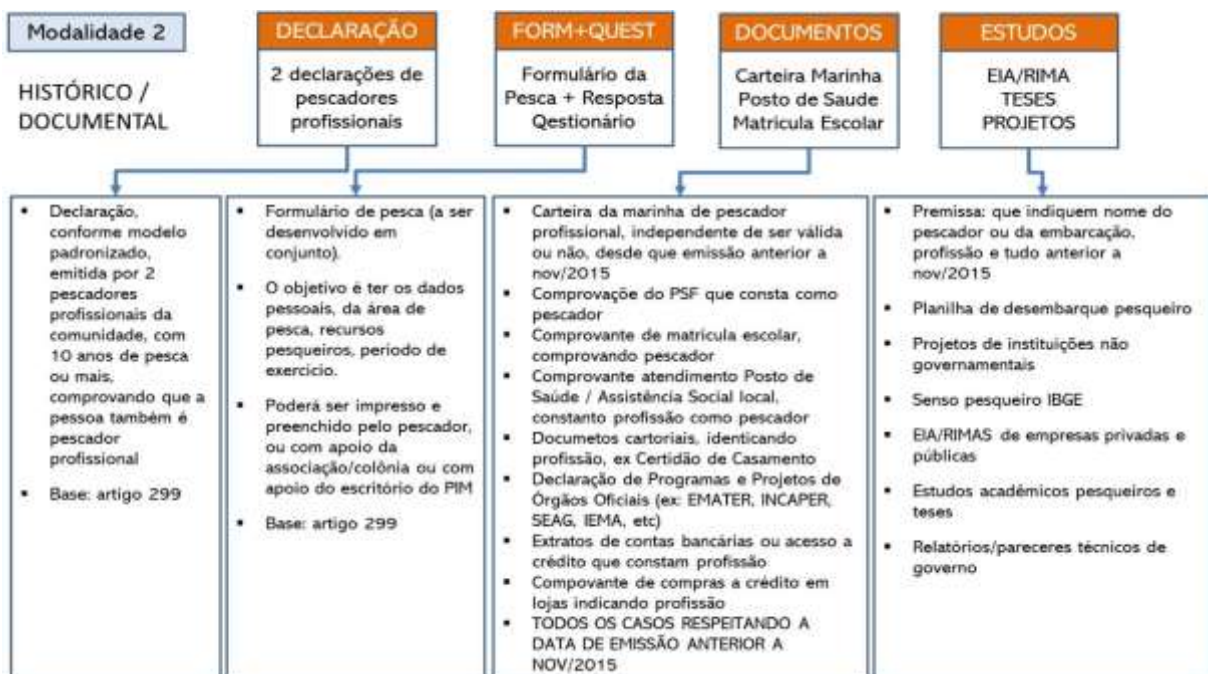 Modalidade 2
HISTÓRICO /
DOCUMENTAL
DECLARAÇÃO
2 declarações de
pescadores
profissionais
FORM+QUEST
Formulário da
Pesca + Resposta
Qestionário
DOCUMENTOS
Carteira Marinha
Posto de Saude
Matricula Escolar
ESTUDOS
EIA/RIMA
TESES
PROJETOS
▪ Declaração,
conforme modelo
padronizado,
emitida por 2
pescadores
profissionais da
comunidade, com
10 anos de pesca
ou mais,
comprovando que a
pessoa também é
pescador
profissional
▪ Base: artigo 299
▪ Formulário de pesca (a ser
desenvolvido em
conjunto).
▪ O objetivo é ter os dados
pessoais, da área de
pesca, recursos
pesqueiros, período de
exercicio.
▪ Poderá ser impresso e
preenchido pelo pescador,
ou com apoio da
associação/colônia ou com
apoio do escritório do PIM
▪ Base: artigo 299
▪ Carteira da marinha de pescador
profissional, independente de ser válida
ou não, desde que emissão anterior a
nov/2015
▪ Comprovaçõe do PSF que consta como
pescador
▪ Comprovante de matricula escolar,
comprovando pescador
▪ Comprovante atendimento Posto de
Saúde / Assistência Social local,
constanto profissão como pescador
▪ Documetos cartoriais, identicando
profissão, ex Certidão de Casamento
▪ Declaração de Programas e Projetos de
Órgãos Oficiais (ex: EMATER, INCAPER,
SEAG, IEMA, etc)
▪ Extratos de contas bancárias ou acesso a
crédito que constam profissão
▪ Compovante de compras a crédito em
lojas indicando profissão
▪ TODOS OS CASOS RESPEITANDO A
DATA DE EMISSÃO ANTERIOR A
NOV/2015
▪ Premissa: que indiquem nome do
pescador ou da embarcação,
profissão e tudo anterior a
nov/2015
▪ Planilha de desembarque pesqueiro
▪ Projetos de instituições não
governamentais
▪ Senso pesqueiro IBGE
▪ EIA/RIMAS de empresas privadas e
públicas
▪ Estudos acadêmicos pesqueiros e
teses
▪ Relatórios/pareceres técnicos de
governo